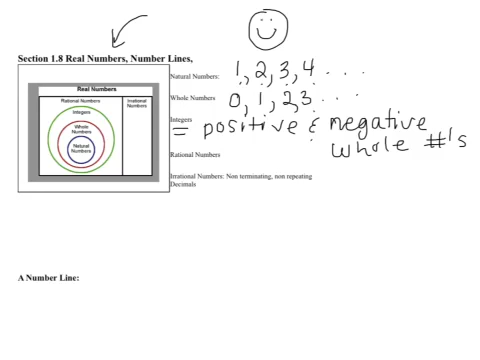 Section 1.8 Real Numbers, Number Lines,
Real Numbers
Rational Numbers
Irrational
Numbers
Integers
Whole
Numbers
Natural
Numbers
Natural Numbers: 1, 2, 3, 4 . . .
Whole Numbers 0, 1, 2, 3 . . .
Integers
= positive & negative
whole #'s
Rational Numbers
Irrational Numbers: Non terminating, non repeating
Decimals
A Number Line: